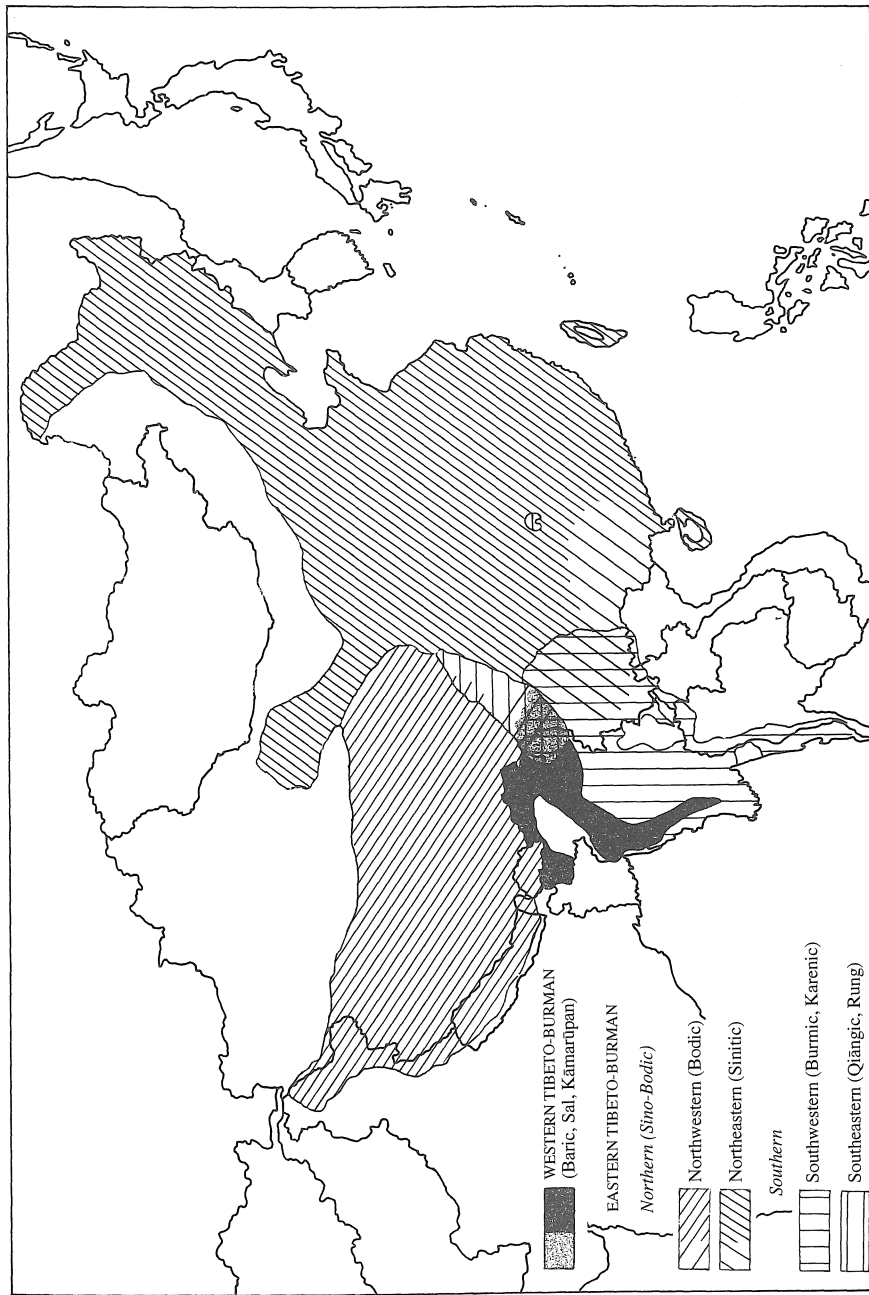 WESTERN TIBETO-BURMAN
(Baric, Sal, Kāmarūpan)
EASTERN TIBETO-BURMAN
Northern (Sino-Bodic)
Northwestern (Bodic)
Northeastern (Sinitic)
Southern
Southwestern (Burmic, Karenic)
Southeastern (Qiāngic, Rung)